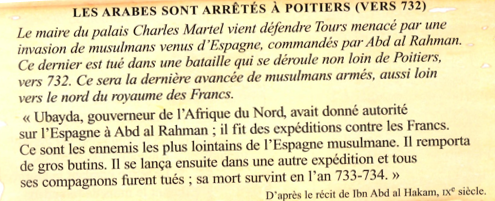 LES ARABES SONT ARRÊTÉS À POITIERS (VERS 732)
Le maire du palais Charles Martel vient défendre Tours menacé par une
invasion de musulmans venus d'Espagne, commandés par Abd al Rahman.
Ce dernier est tué dans une bataille qui se déroule non loin de Poitiers,
vers 732. Ce sera la dernière avancée de musulmans armés, aussi loin
vers le nord du royaume des Francs.
« Ubayda, gouverneur de l'Afrique du Nord, avait donné autorité
sur l'Espagne à Abd al Rahman ; il fit des expéditions contre les Francs.
Ce sont les ennemis les plus lointains de l'Espagne musulmane. Il remporta
de gros butins. Il se lança ensuite dans une autre expédition et tous
ses compagnons furent tués ; sa mort survint en l'an 733-734. »
D'après le récit de Ibn Abd al Hakam, IXe siècle.